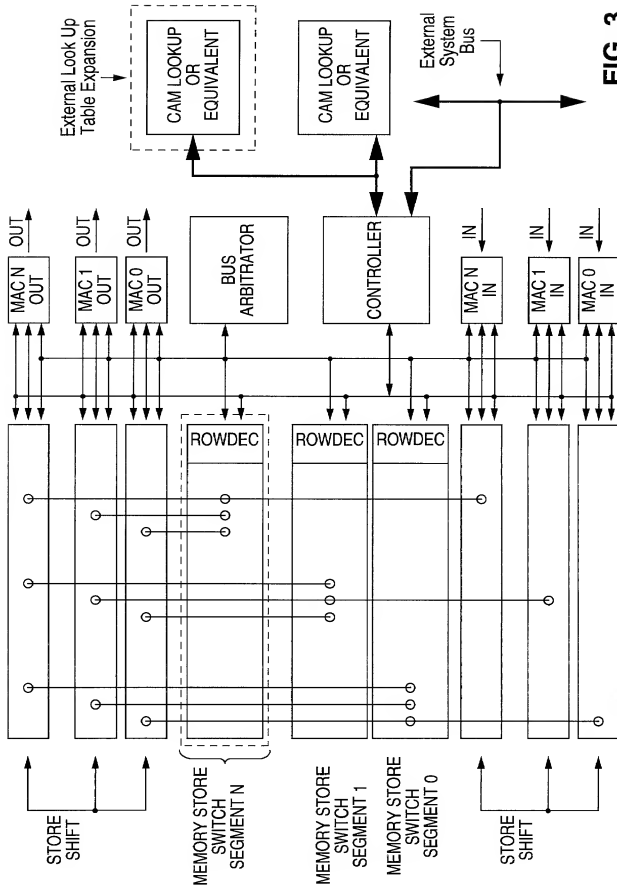 External Look Up
Table Expansion
CAM LOOKUP
OR
EQUIVALENT
CAM LOOKUP
OR
EQUIVALENT
External
System
Bus
FIG. 3
OUT
OUT
OUT
MAC N
OUT
MAC 1
OUT
MAC 0
OUT
BUS
ARBITRATOR
CONTROLLER
IN
IN
IN
MAC N
IN
MAC 1
IN
MAC 0
IN
ROWDEC
ROWDEC
ROWDEC
STORE
SHIFT
MEMORY STORE
SWITCH
SEGMENT N
MEMORY STORE
SWITCH
SEGMENT 1
MEMORY STORE
SWITCH
SEGMENT 0
STORE
SHIFT